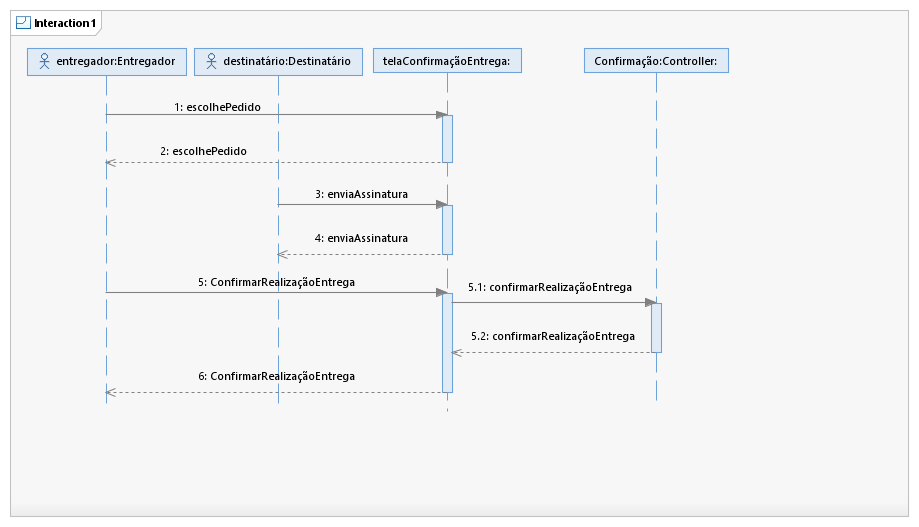 Interaction1
entregador:Entregador
destinatário:Destinatário
telaConfirmaçãoEntrega:
Confirmação:Controller:
1: escolhePedido
2: escolhePedido
3: enviaAssinatura
4: enviaAssinatura
5: ConfirmarRealizaçãoEntrega
5.1: confirmarRealizaçãoEntrega
5.2: confirmarRealizaçãoEntrega
6: ConfirmarRealizaçãoEntrega